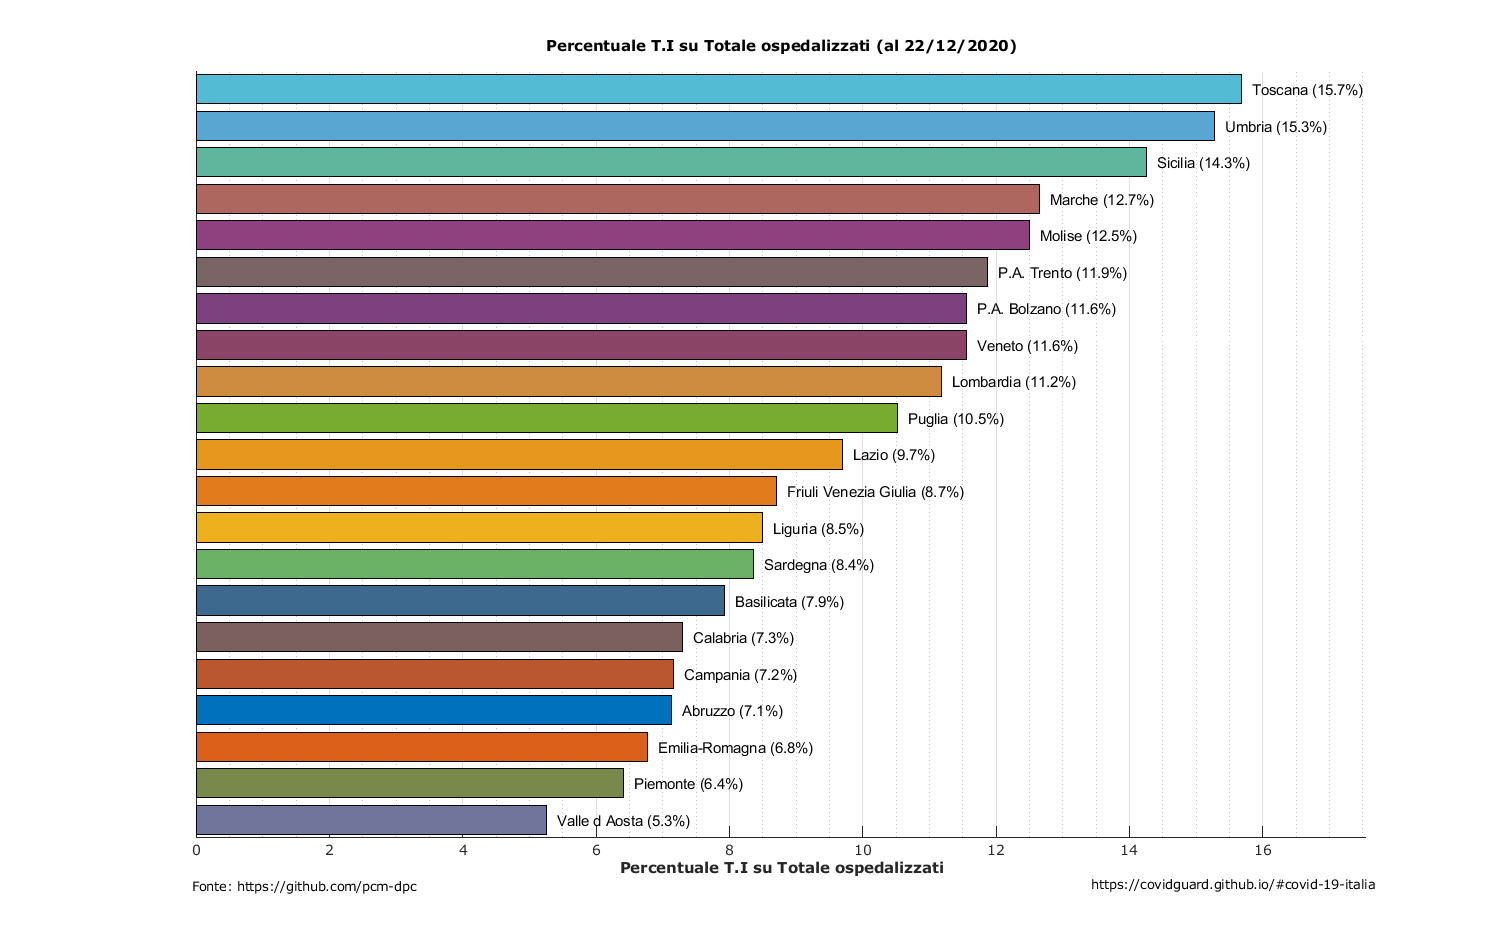 Percentuale T.I su Totale ospedalizzati (al 22/12/2020)
Toscana (15.7%)
Umbria (15.3%)
Sicilia (14.3%)
Marche (12.7%)
Molise (12.5%)
P.A. Trento (11.9%)
P.A. Bolzano (11.6%)
Veneto (11.6%)
Lombardia (11.2%)
Puglia (10.5%)
Lazio (9.7%)
Friuli Venezia Giulia (8.7%)
Liguria (8.5%)
Sardegna (8.4%)
Basilicata (7.9%)
Calabria (7.3%)
Campania (7.2%)
Abruzzo (7.1%)
Emilia-Romagna (6.8%)
Piemonte (6.4%)
Valle d Aosta (5.3%)
0 2 4 6 8 10 12 14 16
Percentuale T.I su Totale ospedalizzati
Fonte: https://github.com/pcm-dpc
https://covidguard.github.io/#covid-19-italia